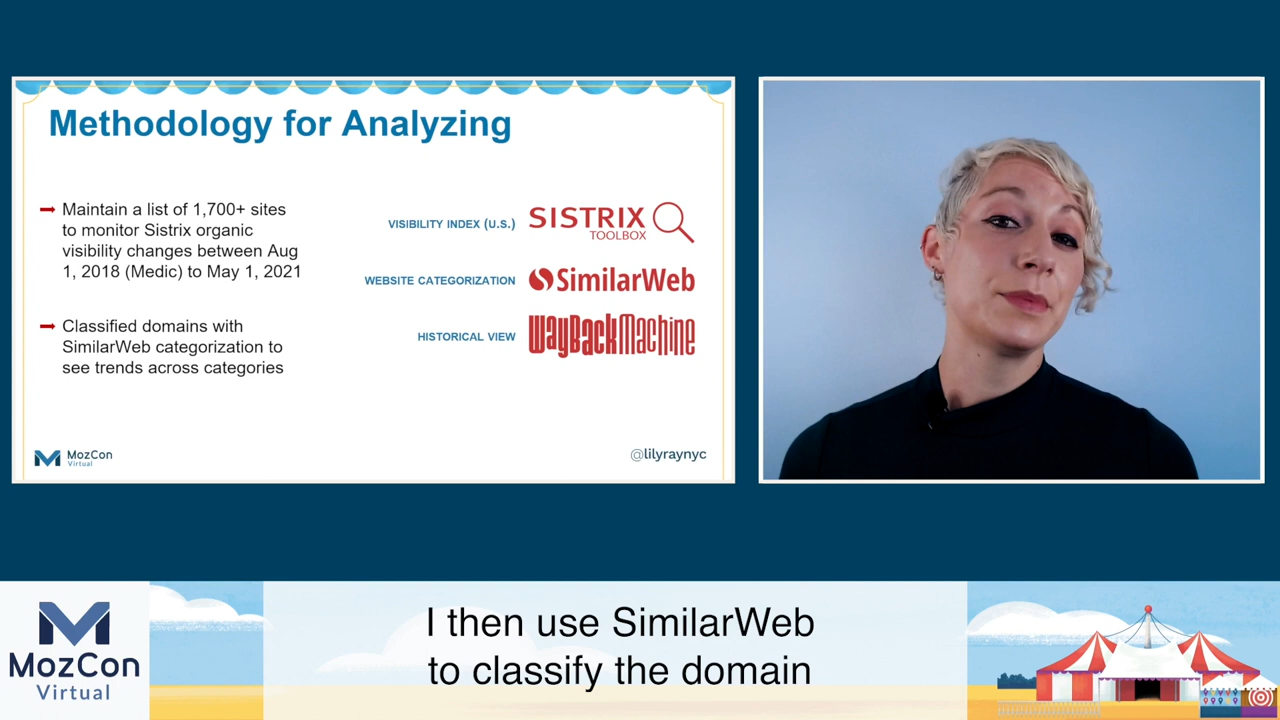 Methodology for Analyzing
Maintain a list of 1,700+ sites
to monitor Sistrix organic
visibility changes between Aug
1, 2018 (Medic) to May 1, 2021
Classified domains with
SimilarWeb categorization to
see trends across categories
VISIBILITY INDEX (U.S.)
SISTRIX
TOOLBOX
WEBSITE CATEGORIZATION
SimilarWeb
HISTORICAL VIEW
WayBackMachine
MozCon
Virtual
@lilyraynyc
MozCon
Virtual
I then use SimilarWeb
to classify the domain